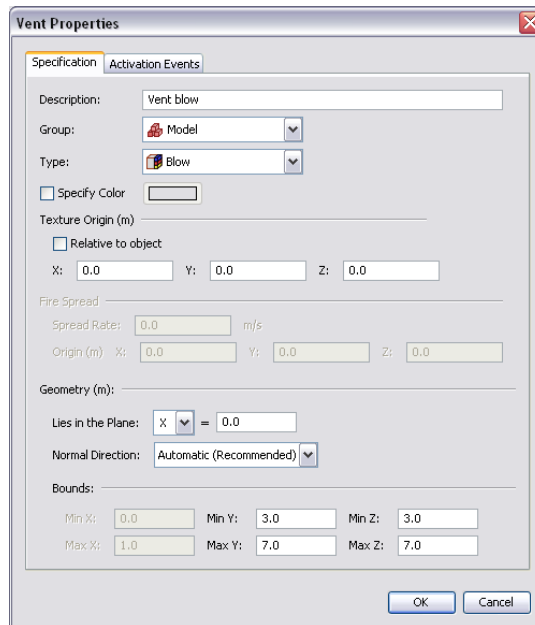 Vent Properties
Specification Activation Events
Description: Vent blow
Group: Model
Type: Blow
Specify Color
Texture Origin (m)
Relative to object
X: 0.0 Y: 0.0 Z: 0.0
Fire Spread
Spread Rate: 0.0 m/s
Origin (m) X: 0.0 Y: 0.0 Z: 0.0
Geometry (m):
Lies in the Plane: X = 0.0
Normal Direction: Automatic (Recommended)
Bounds:
Min X: 0.0 Min Y: 3.0 Min Z: 3.0
Max X: 1.0 Max Y: 7.0 Max Z: 7.0
OK Cancel